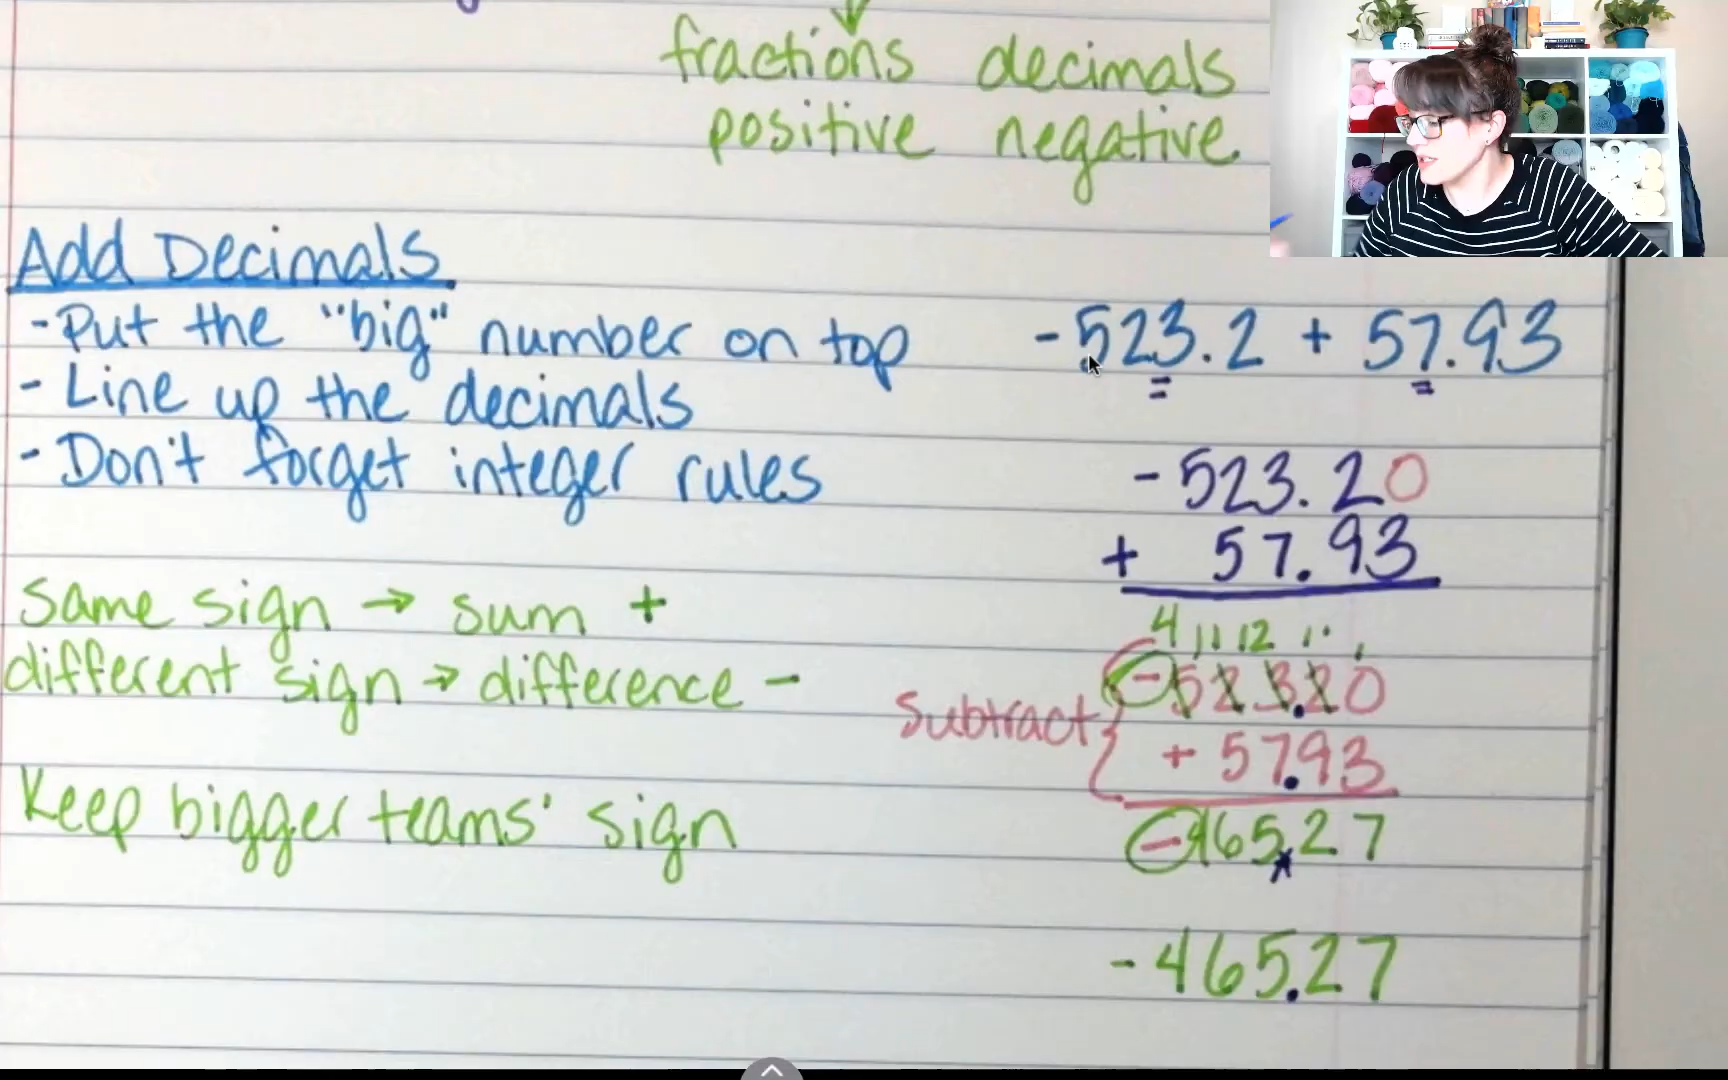 fractions decimals
positive negative
Add Decimals
-Put the "big" number on top
- Line up the decimals
- Don't forget integer rules
-523.2 + 57.93
-523.20
+ 57.93
same sign → sum +
different sign → difference -
Keep bigger teams' sign
4 11 12 11 1
Subtract
-523.20
+ 57.93
-465.27
-465.27